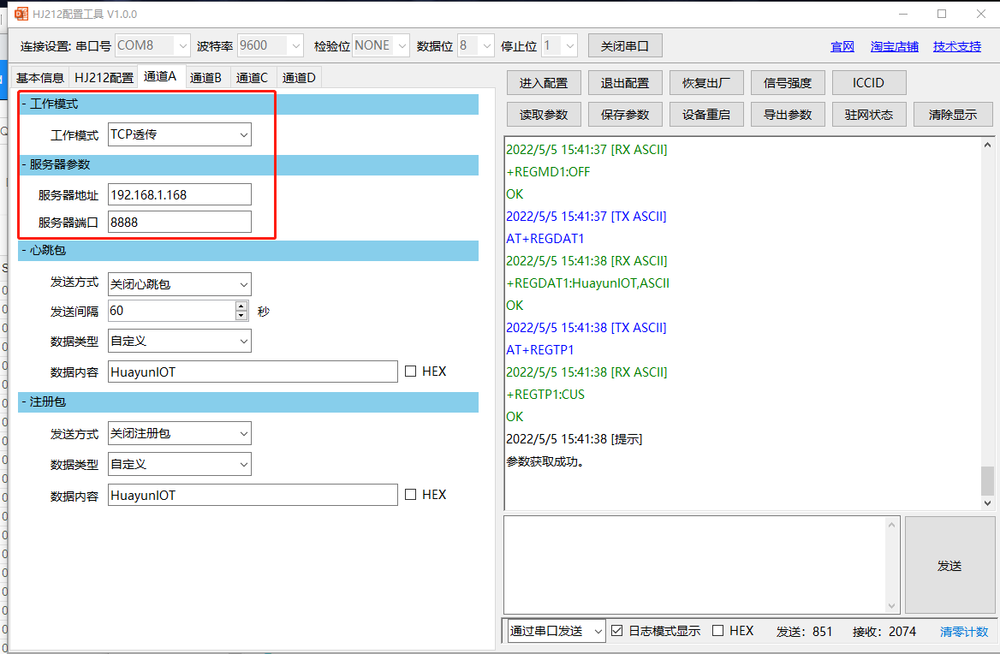 HJ212配置工具 V1.0.0
连接设置: 串口号 COM8 波特率 9600 检验位 NONE 数据位 8 停止位 1 关闭串口 官网 淘宝店铺 技术支持
基本信息 HJ212配置 通道A 通道B 通道C 通道D
- 工作模式
工作模式 TCP透传
- 服务器参数
服务器地址 192.168.1.168
服务器端口 8888
- 心跳包
发送方式 关闭心跳包
发送间隔 60 秒
数据类型 自定义
数据内容 HuayunIOT HEX
- 注册包
发送方式 关闭注册包
数据类型 自定义
数据内容 HuayunIOT HEX
进入配置 退出配置 恢复出厂 信号强度 ICCID
读取参数 保存参数 设备重启 导出参数 驻网状态 清除显示
2022/5/5 15:41:37 [RX ASCII]
+REGMD1:OFF
OK
2022/5/5 15:41:37 [TX ASCII]
AT+REGDAT1
2022/5/5 15:41:38 [RX ASCII]
+REGDAT1:HuayunIOT,ASCII
OK
2022/5/5 15:41:38 [TX ASCII]
AT+REGTP1
2022/5/5 15:41:38 [RX ASCII]
+REGTP1:CUS
OK
2022/5/5 15:41:38 [提示]
参数获取成功。
发送
通过串口发送 日志模式显示 HEX 发送: 851 接收: 2074 清零计数